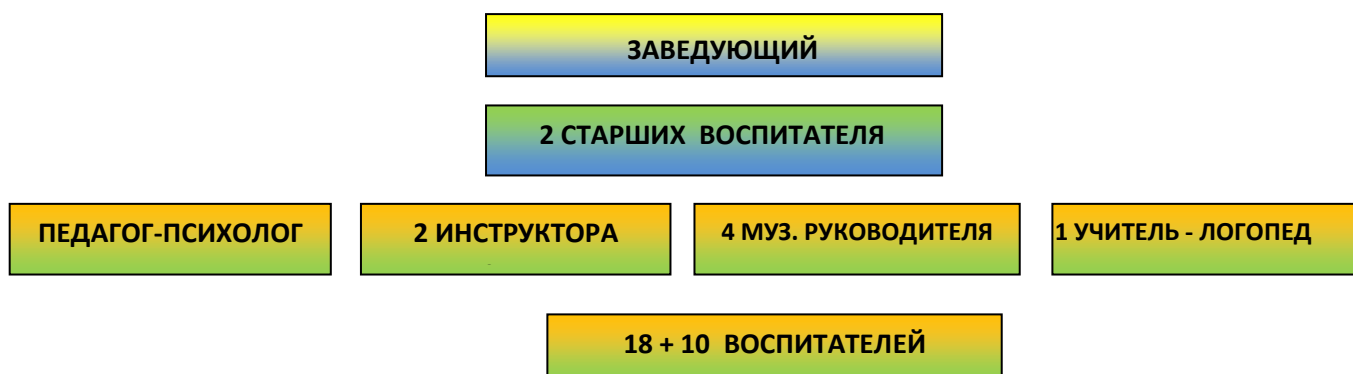 ЗАВЕДУЮЩИЙ
2 СТАРШИХ ВОСПИТАТЕЛЯ
ПЕДАГОГ-ПСИХОЛОГ
2 ИНСТРУКТОРА
4 МУЗ. РУКОВОДИТЕЛЯ
1 УЧИТЕЛЬ - ЛОГОПЕД
18 + 10 ВОСПИТАТЕЛЕЙ